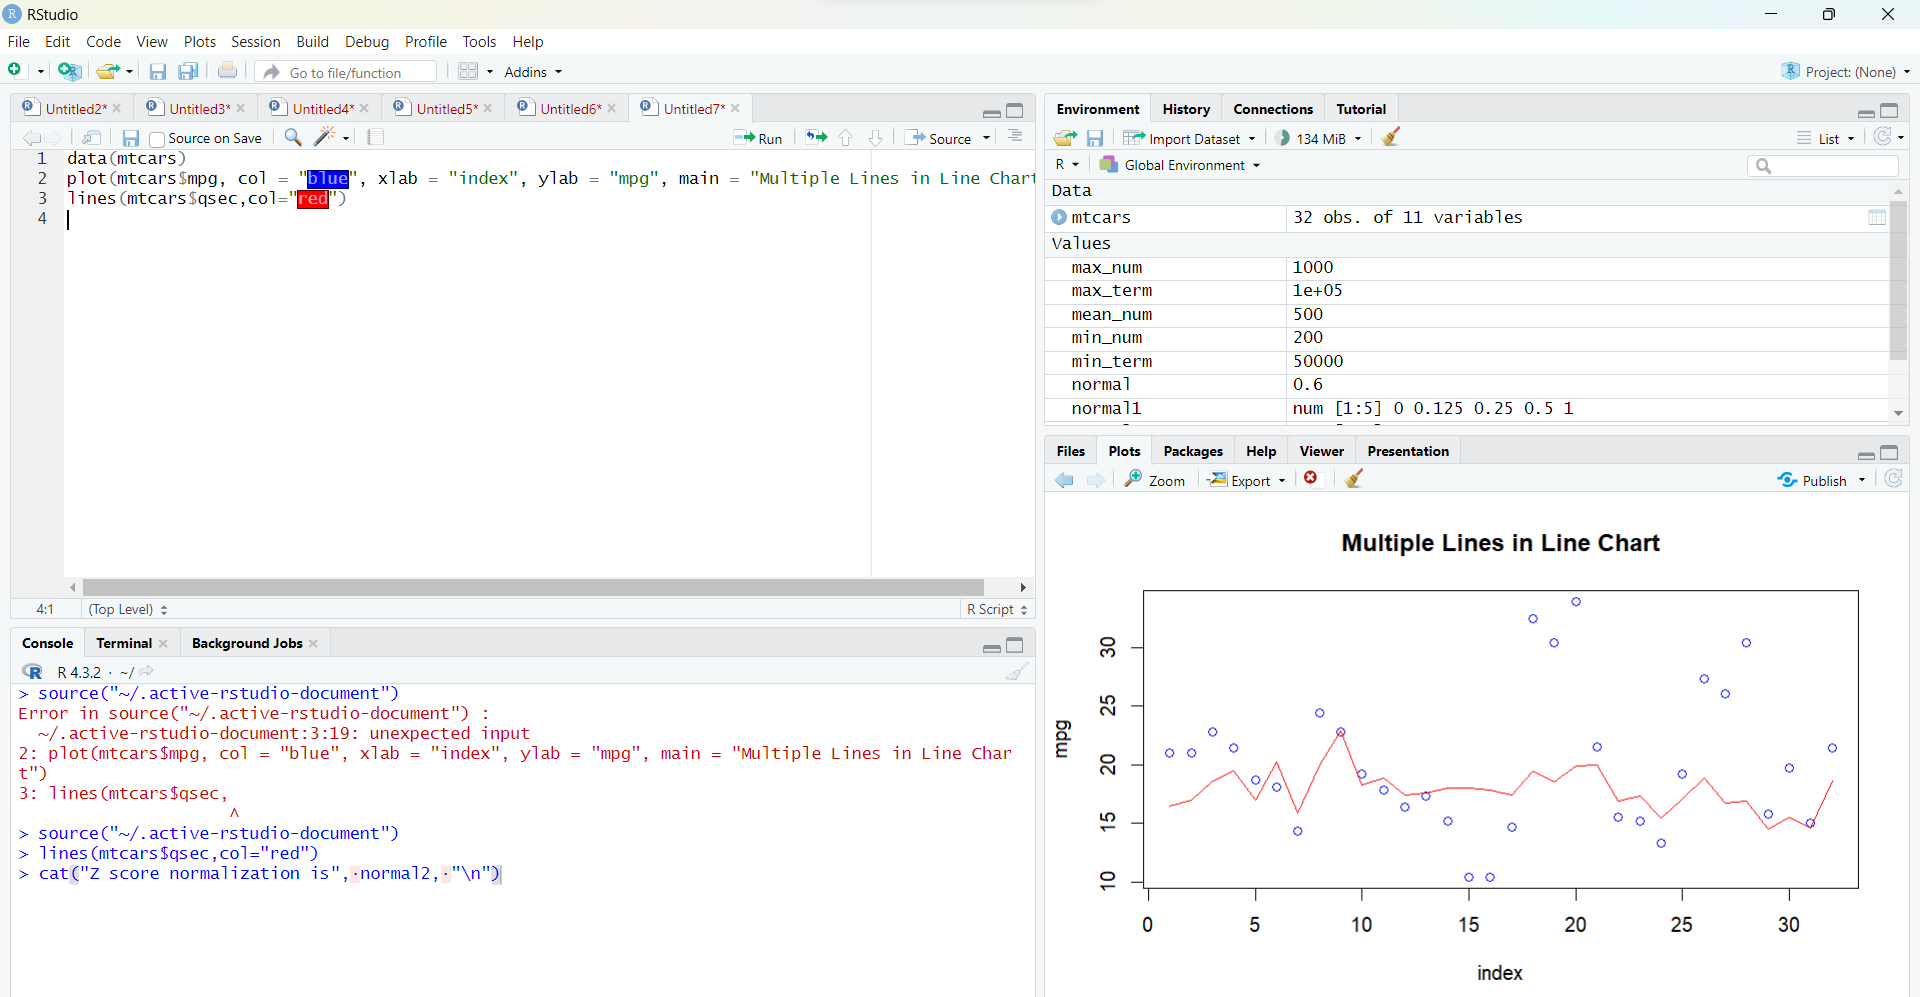 RStudio
File Edit Code View Plots Session Build Debug Profile Tools Help
Go to file/function Addins Project: (None)
Untitled2* Untitled3* Untitled4* Untitled5* Untitled6* Untitled7*
Source on Save Run Source
1 data(mtcars)
2 plot(mtcars$mpg, col = "blue", xlab = "index", ylab = "mpg", main = "Multiple Lines in Line Chart
3 lines(mtcars$qsec,col="red")
4
4:1 (Top Level) R Script
Console Terminal Background Jobs
R 4.3.2 · ~/
> source("~/.active-rstudio-document")
Error in source("~/.active-rstudio-document") :
~/.active-rstudio-document:3:19: unexpected input
2: plot(mtcars$mpg, col = "blue", xlab = "index", ylab = "mpg", main = "Multiple Lines in Line Char
t")
3: lines(mtcars$qsec,
^
> source("~/.active-rstudio-document")
> lines(mtcars$qsec,col="red")
> cat("Z score normalization is",·normal2,·"\n")
Environment History Connections Tutorial
Import Dataset 134 MiB List
R Global Environment
Data
mtcars 32 obs. of 11 variables
Values
max_num 1000
max_term 1e+05
mean_num 500
min_num 200
min_term 50000
normal 0.6
normal1 num [1:5] 0 0.125 0.25 0.5 1
Files Plots Packages Help Viewer Presentation
Zoom Export Publish
Multiple Lines in Line Chart
mpg
30
25
20
15
10
0 5 10 15 20 25 30
index